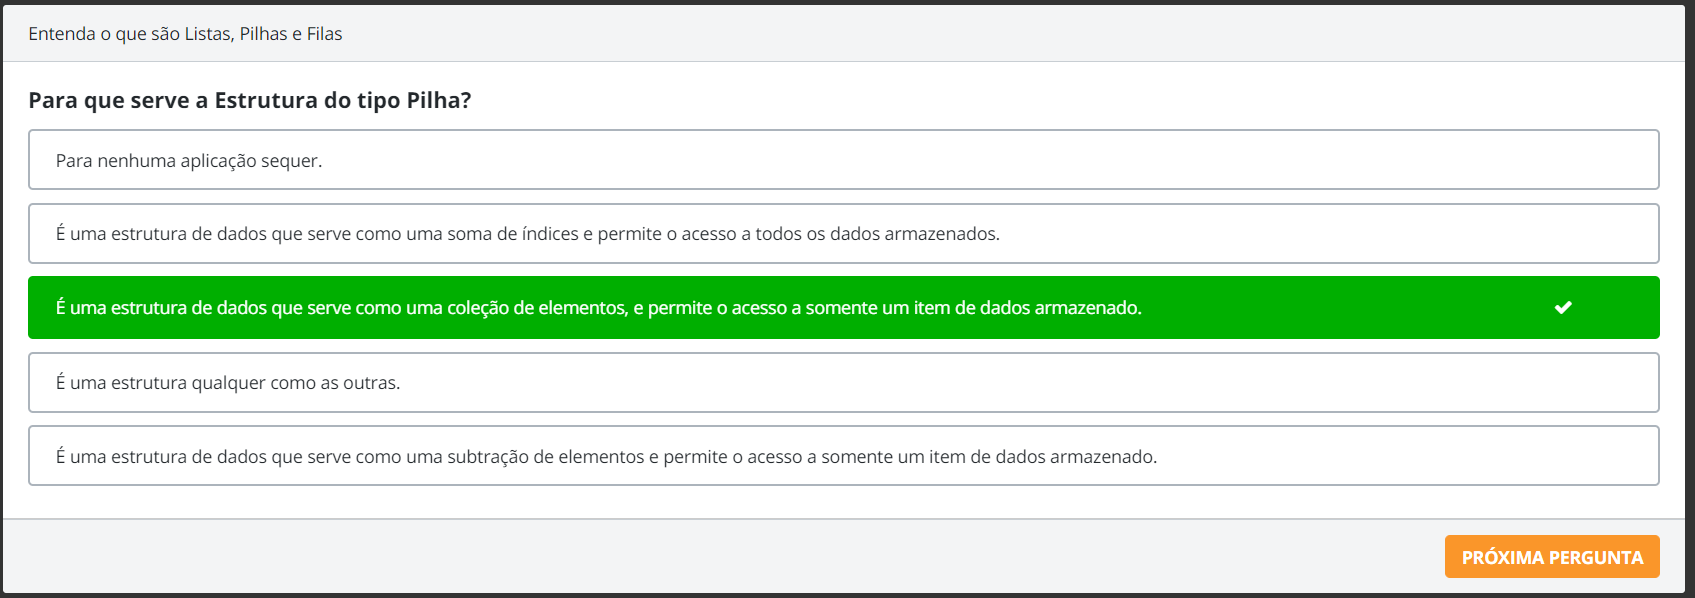 Entenda o que são Listas, Pilhas e Filas
Para que serve a Estrutura do tipo Pilha?
Para nenhuma aplicação sequer.
É uma estrutura de dados que serve como uma soma de índices e permite o acesso a todos os dados armazenados.
É uma estrutura de dados que serve como uma coleção de elementos, e permite o acesso a somente um item de dados armazenado.
É uma estrutura qualquer como as outras.
É uma estrutura de dados que serve como uma subtração de elementos e permite o acesso a somente um item de dados armazenado.
PRÓXIMA PERGUNTA